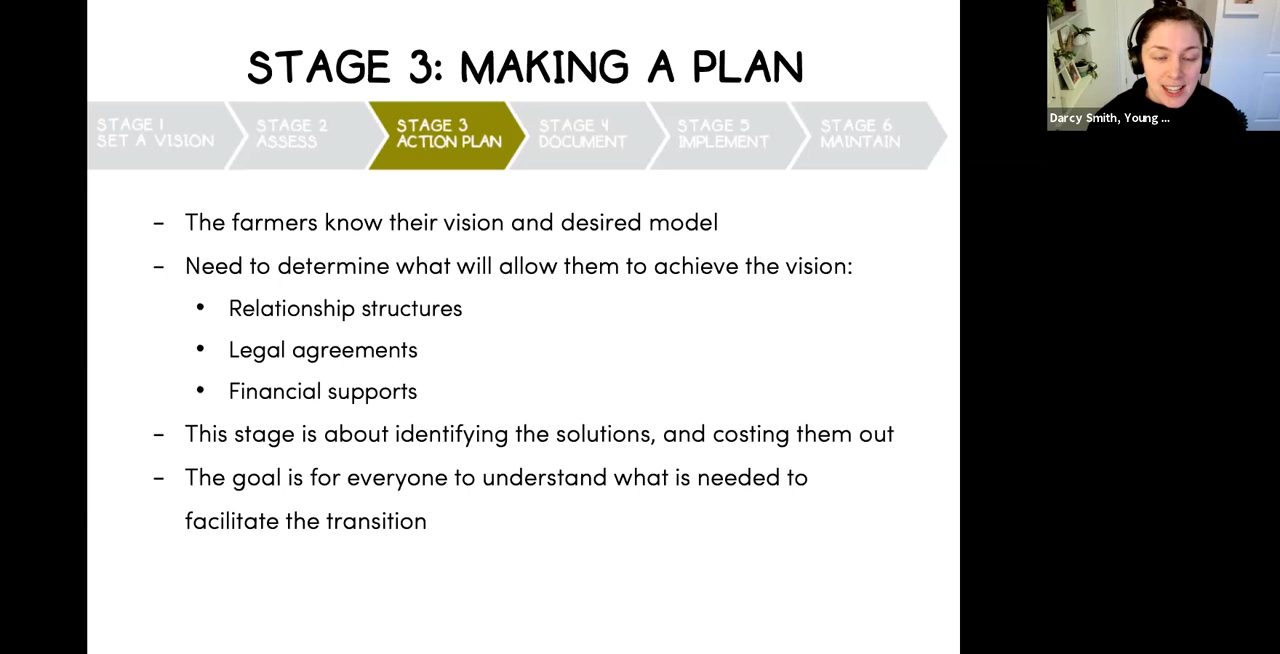 STAGE 3: MAKING A PLAN
STAGE 1
SET A VISION
STAGE 2
ASSESS
STAGE 3
ACTION PLAN
STAGE 4
DOCUMENT
STAGE 5
IMPLEMENT
STAGE 6
MAINTAIN
- The farmers know their vision and desired model
- Need to determine what will allow them to achieve the vision:
• Relationship structures
• Legal agreements
• Financial supports
- This stage is about identifying the solutions, and costing them out
- The goal is for everyone to understand what is needed to
facilitate the transition
Darcy Smith, Young ...